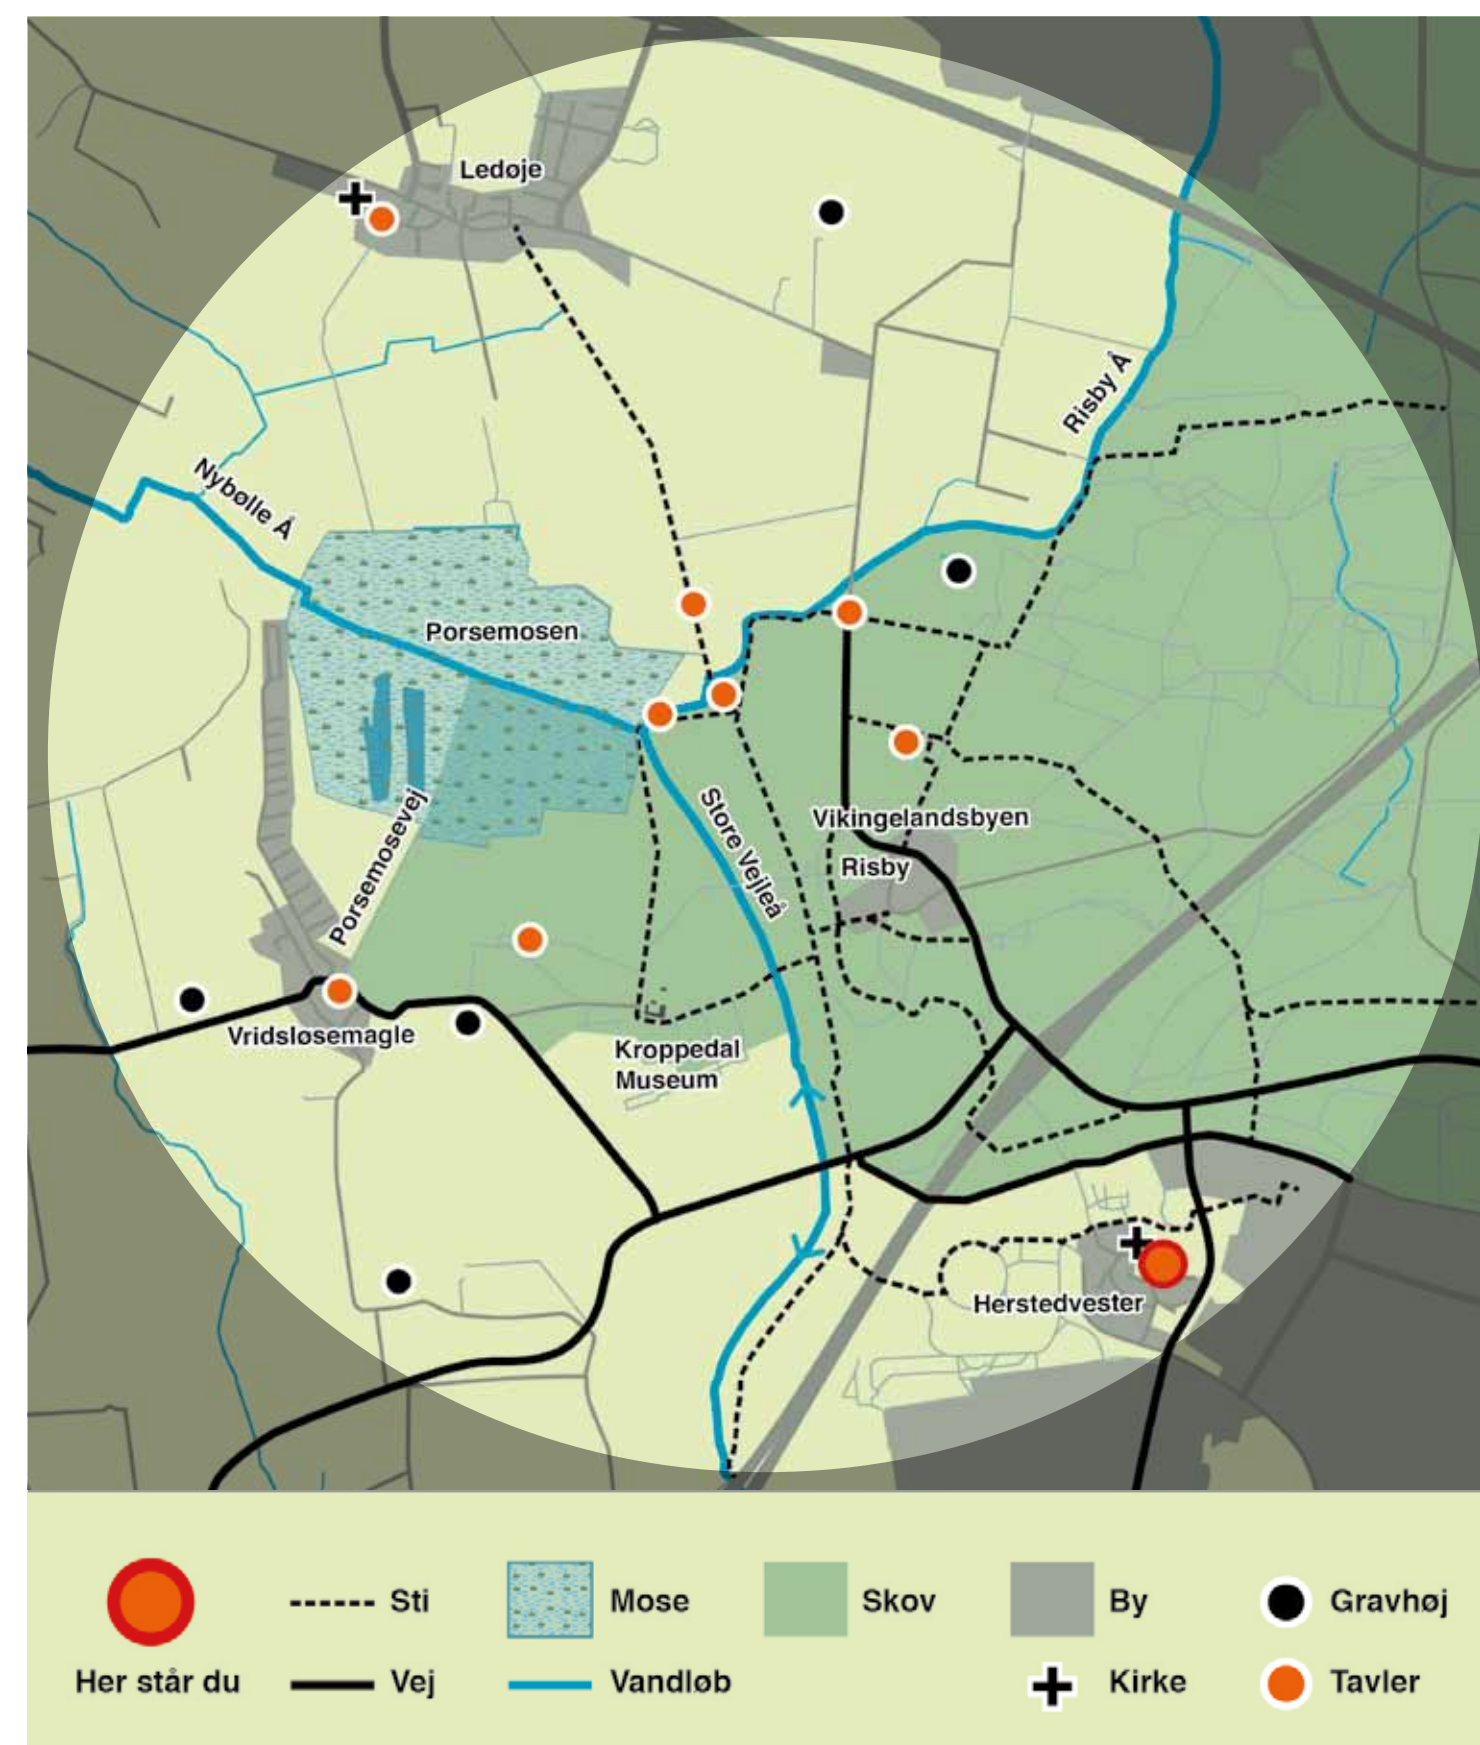 Ledøje
Risby Å
Nybølle Å
Porsemosen
Porsemosevej
Store Vejleå
Vikingelandsbyen
Risby
Vridsløsemagle
Kroppedal
Museum
Herstedvester
Sti
Mose
Skov
By
Gravhøj
Her står du
Vej
Vandløb
Kirke
Tavler